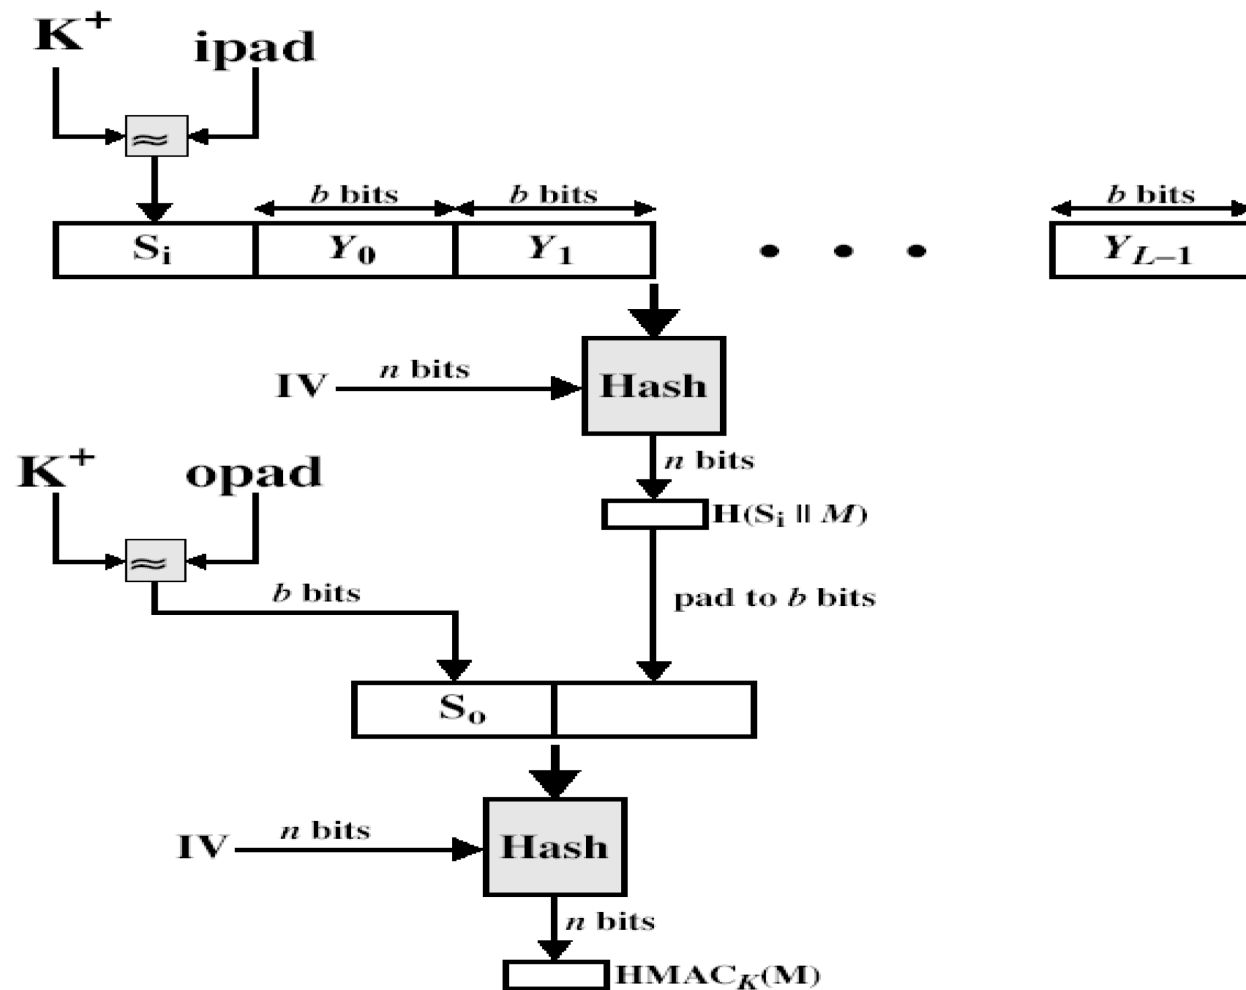 K+ ipad
≈
b bits b bits b bits
Si Y0 Y1 • • • YL−1
IV n bits Hash
n bits
K+ opad
H(Si || M)
≈
b bits pad to b bits
So
IV n bits Hash
n bits
HMACK(M)